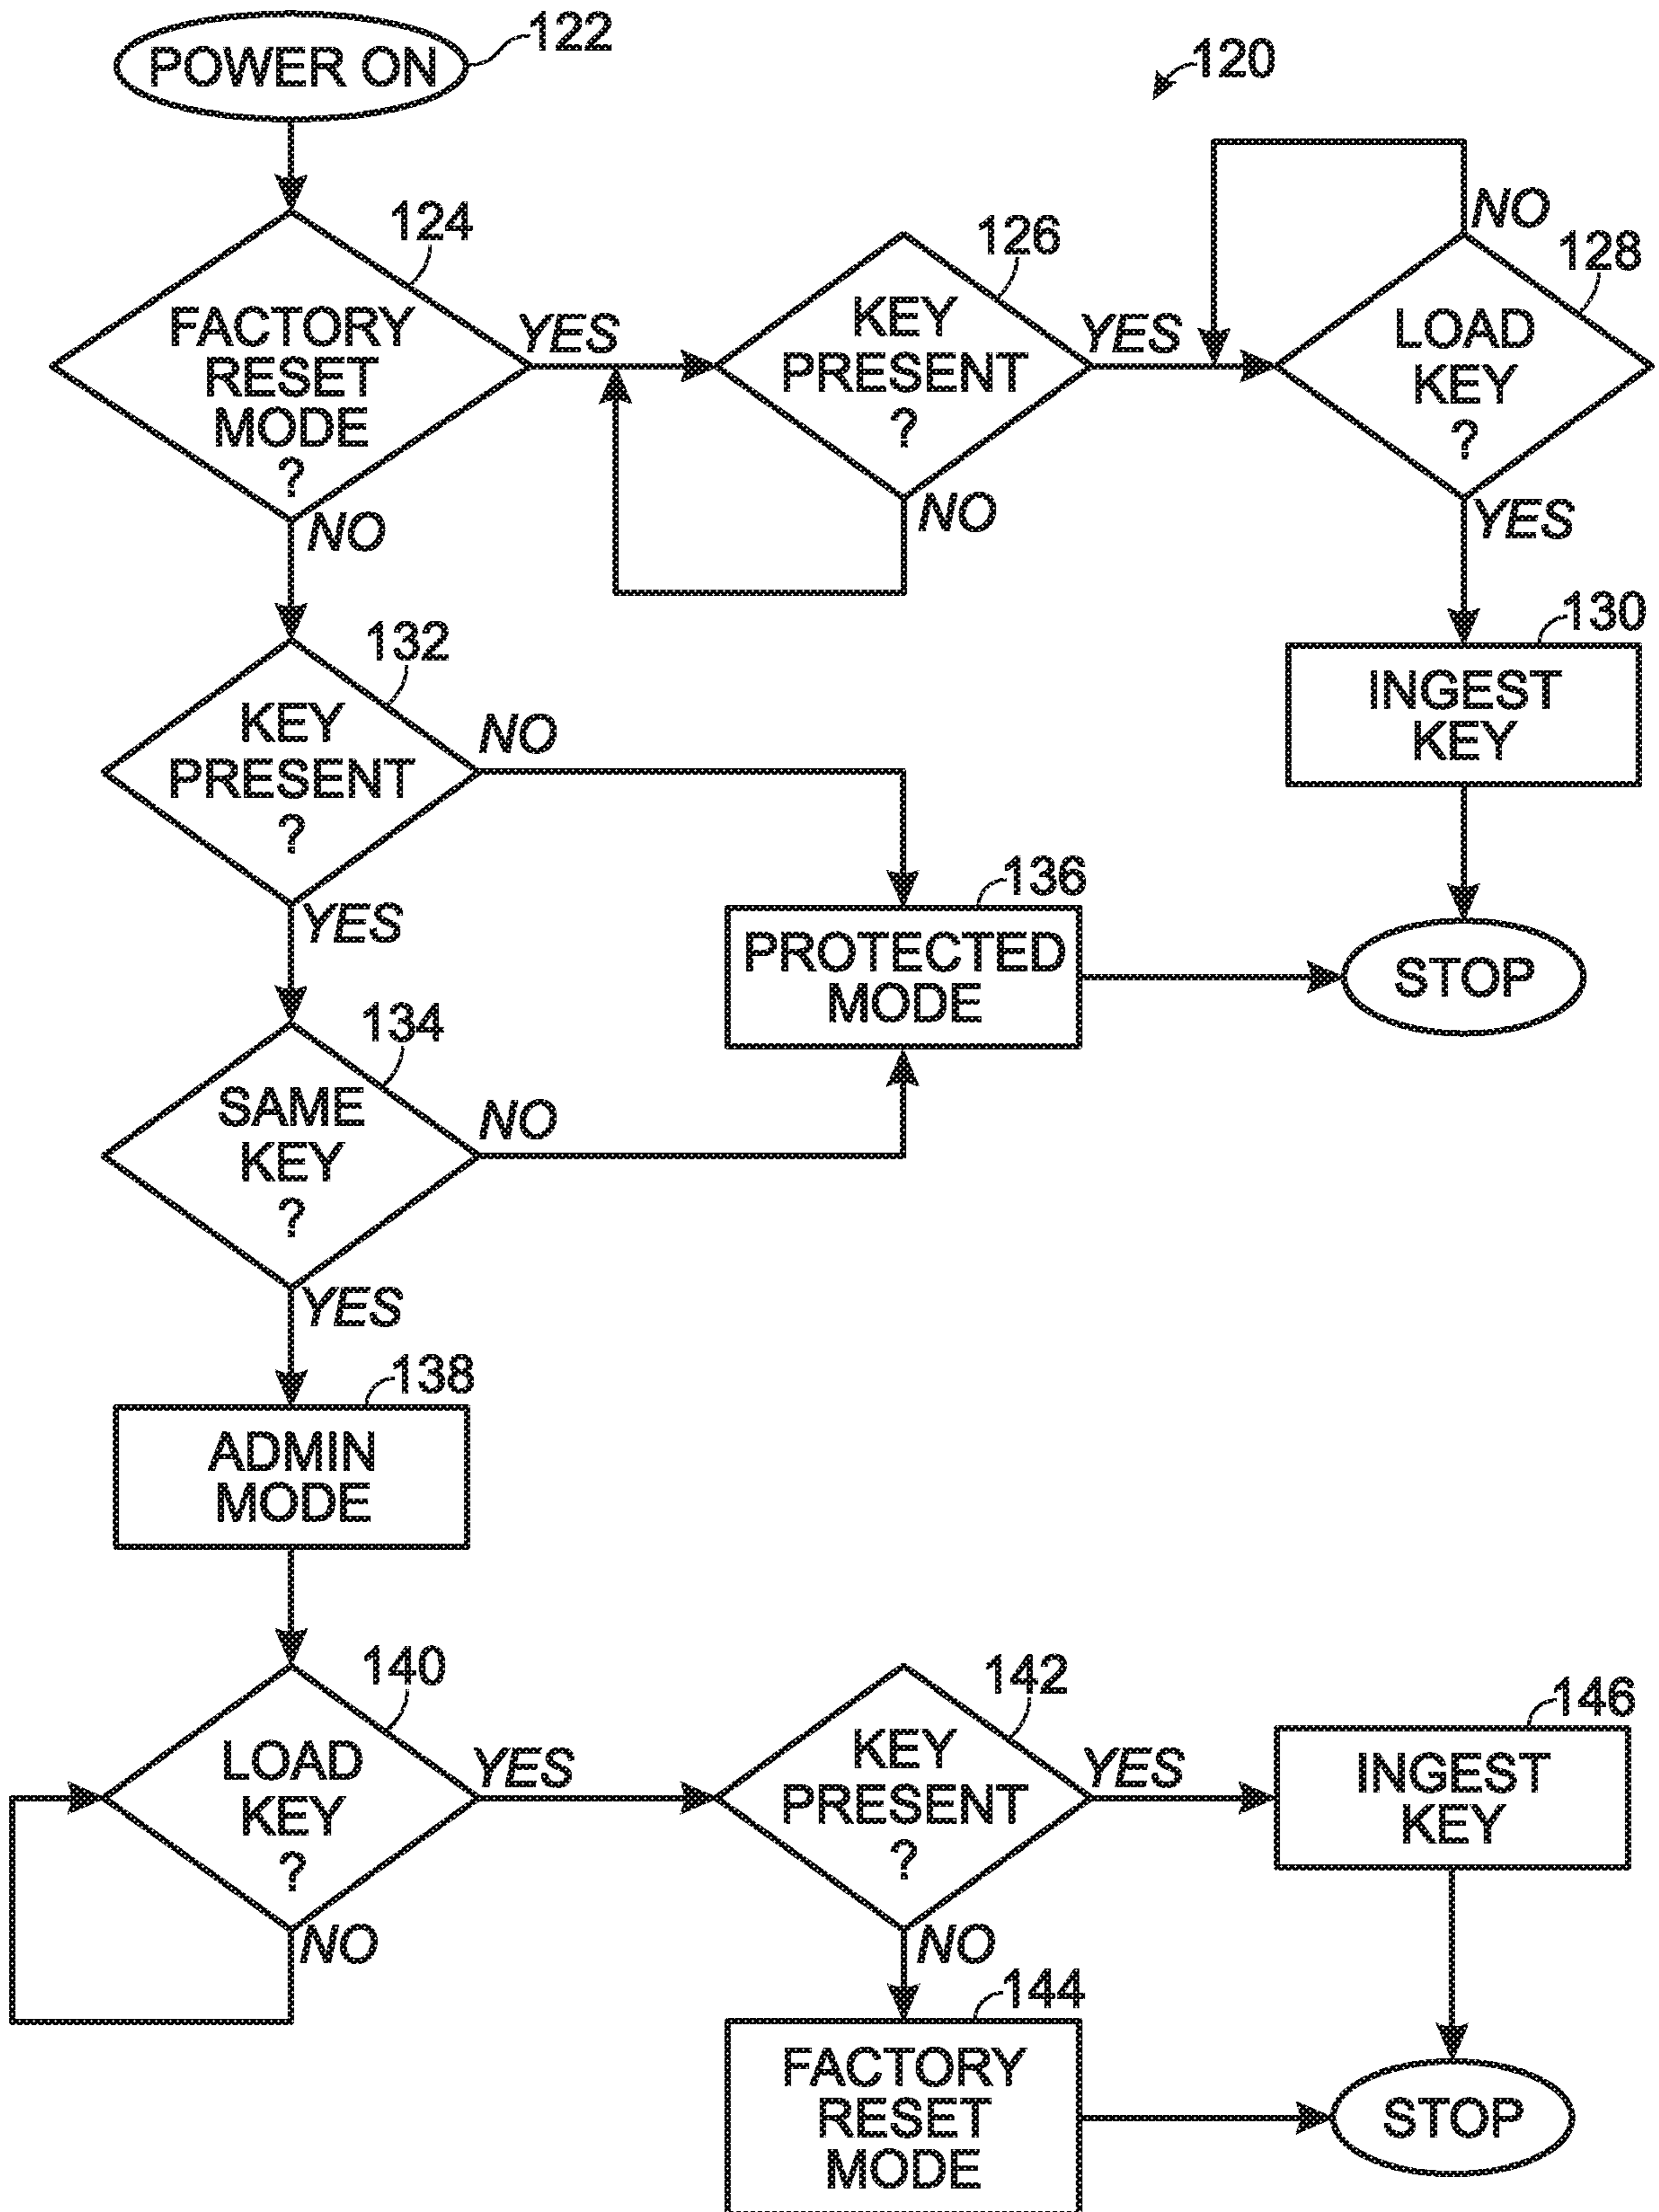 POWER ON
122
120
124
FACTORY
RESET
MODE
?
YES
NO
126
KEY
PRESENT
?
YES
NO
NO
128
LOAD
KEY
?
YES
130
INGEST
KEY
STOP
132
KEY
PRESENT
?
NO
YES
136
PROTECTED
MODE
134
SAME
KEY
?
NO
YES
138
ADMIN
MODE
140
LOAD
KEY
?
YES
NO
142
KEY
PRESENT
?
YES
NO
146
INGEST
KEY
144
FACTORY
RESET
MODE
STOP